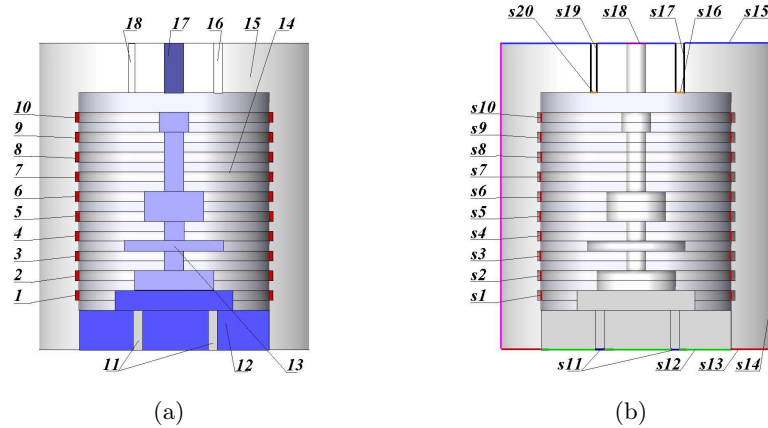 18 17 16 15 14
10
9
8
7
6
5
4
3
2
1
11 12 13
(a)
s20 s19 s18 s17 s16 s15
s10
s9
s8
s7
s6
s5
s4
s3
s2
s1
s11 s12 s13 s14
(b)